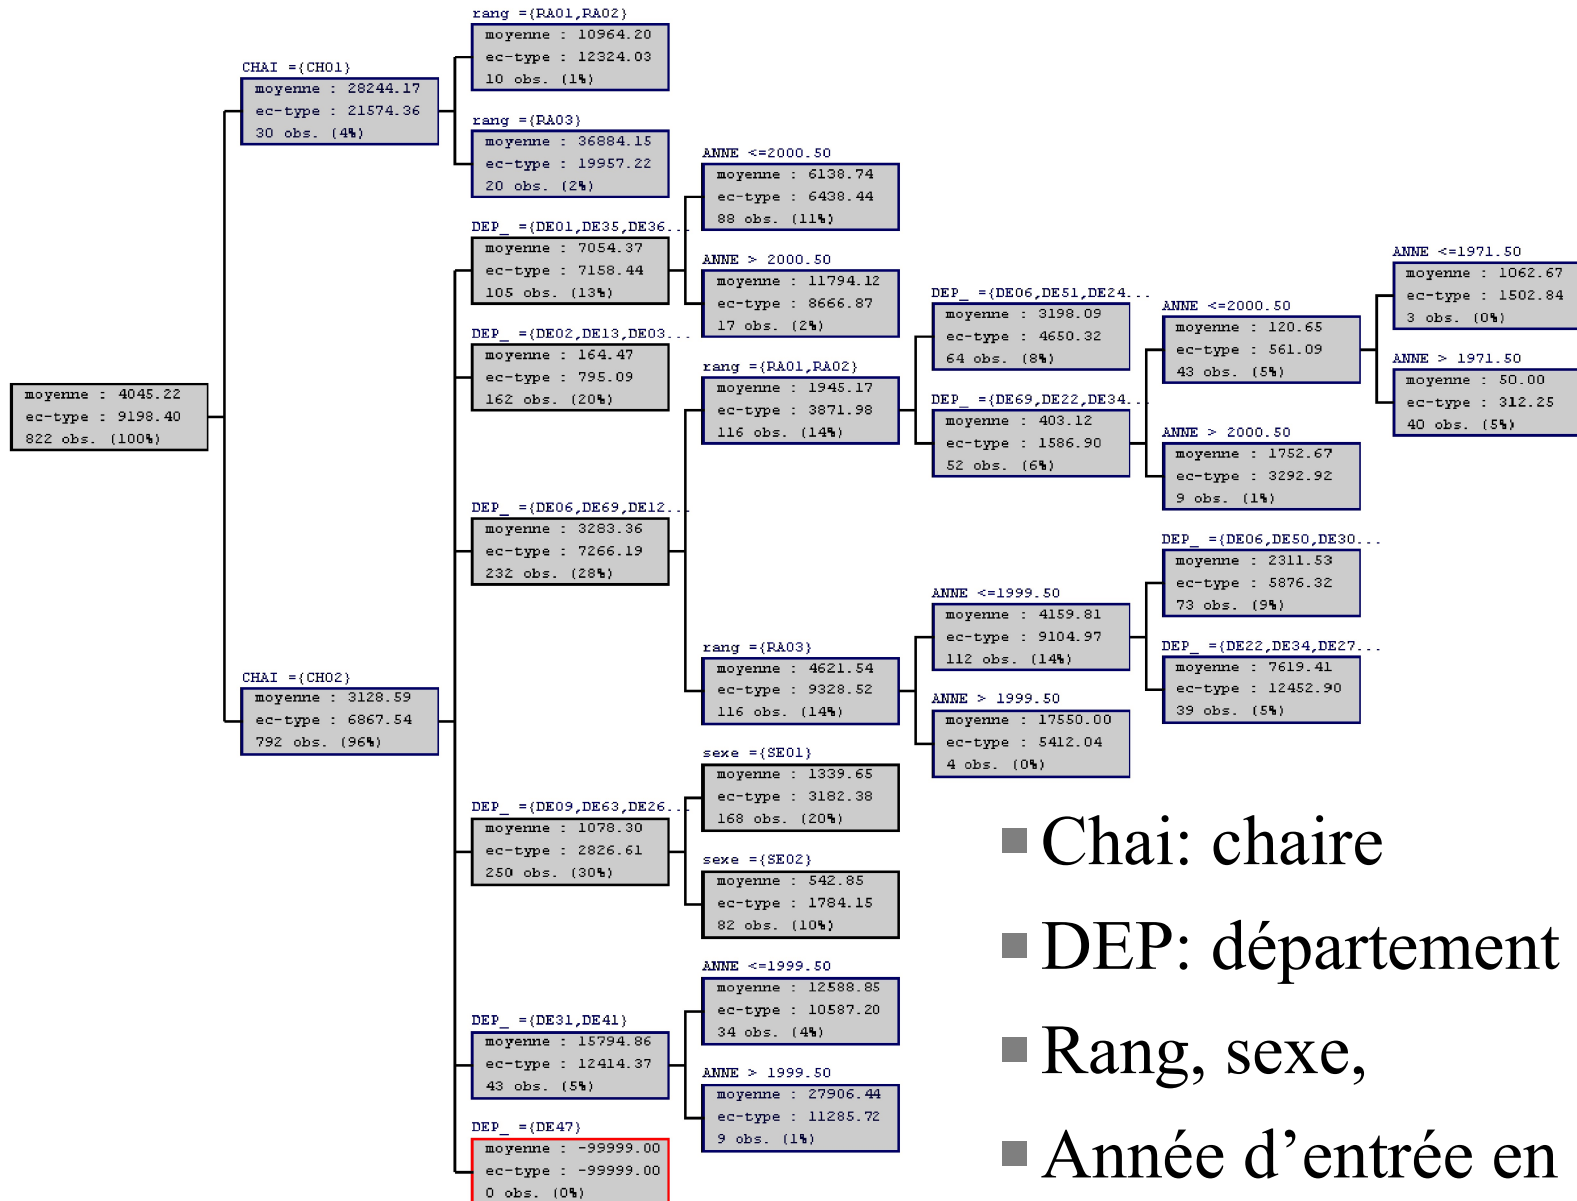 moyenne : 4045.22
ec-type : 9198.40
822 obs. (100%)
CHAI ={CH01}
moyenne : 28244.17
ec-type : 21574.36
30 obs. (4%)
CHAI ={CH02}
moyenne : 3128.59
ec-type : 6867.54
792 obs. (96%)
rang ={RA01,RA02}
moyenne : 10964.20
ec-type : 12324.03
10 obs. (1%)
rang ={RA03}
moyenne : 36884.15
ec-type : 19957.22
20 obs. (2%)
DEP_ ={DE01,DE35,DE36...
moyenne : 7054.37
ec-type : 7158.44
105 obs. (13%)
DEP_ ={DE02,DE13,DE03...
moyenne : 164.47
ec-type : 795.09
162 obs. (20%)
DEP_ ={DE06,DE69,DE12...
moyenne : 3283.36
ec-type : 7266.19
232 obs. (28%)
DEP_ ={DE09,DE63,DE26...
moyenne : 1078.30
ec-type : 2826.61
250 obs. (30%)
DEP_ ={DE31,DE41}
moyenne : 15794.86
ec-type : 12414.37
43 obs. (5%)
DEP_ ={DE47}
moyenne : -99999.00
ec-type : -99999.00
0 obs. (0%)
ANNE <=2000.50
moyenne : 6138.74
ec-type : 6438.44
88 obs. (11%)
ANNE > 2000.50
moyenne : 11794.12
ec-type : 8666.87
17 obs. (2%)
rang ={RA01,RA02}
moyenne : 1945.17
ec-type : 3871.98
116 obs. (14%)
rang ={RA03}
moyenne : 4621.54
ec-type : 9328.52
116 obs. (14%)
sexe ={SE01}
moyenne : 1339.65
ec-type : 3182.38
168 obs. (20%)
sexe ={SE02}
moyenne : 542.85
ec-type : 1784.15
82 obs. (10%)
ANNE <=1999.50
moyenne : 12588.85
ec-type : 10587.20
34 obs. (4%)
ANNE > 1999.50
moyenne : 27906.44
ec-type : 11285.72
9 obs. (1%)
DEP_ ={DE06,DE51,DE24...
moyenne : 3198.09
ec-type : 4650.32
64 obs. (8%)
DEP_ ={DE69,DE22,DE34...
moyenne : 403.12
ec-type : 1586.90
52 obs. (6%)
ANNE <=1999.50
moyenne : 4159.81
ec-type : 9104.97
112 obs. (14%)
ANNE > 1999.50
moyenne : 17550.00
ec-type : 5412.04
4 obs. (0%)
ANNE <=2000.50
moyenne : 120.65
ec-type : 561.09
43 obs. (5%)
ANNE > 2000.50
moyenne : 1752.67
ec-type : 3292.92
9 obs. (1%)
DEP_ ={DE06,DE50,DE30...
moyenne : 2311.53
ec-type : 5876.32
73 obs. (9%)
DEP_ ={DE22,DE34,DE27...
moyenne : 7619.41
ec-type : 12452.90
39 obs. (5%)
ANNE <=1971.50
moyenne : 1062.67
ec-type : 1502.84
3 obs. (0%)
ANNE > 1971.50
moyenne : 50.00
ec-type : 312.25
40 obs. (5%)
Chai: chaire
DEP: département
Rang, sexe,
Année d’entrée en